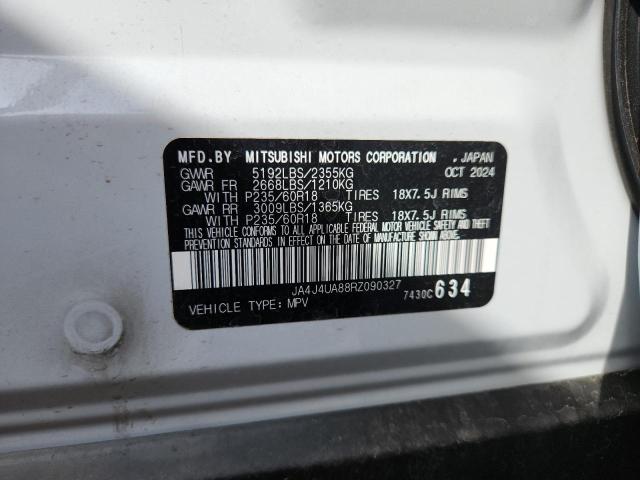 MFD.BY MITSUBISHI MOTORS CORPORATION . JAPAN
GVWR 5192LBS/2355KG OCT 2024
GAWR FR 2668LBS/1210KG
WITH P235/60R18 TIRES 18X7.5J RIMS
GAWR RR 3009LBS/1365KG
WITH P235/60R18 TIRES 18X7.5J RIMS
THIS VEHICLE CONFORMS TO ALL APPLICABLE FEDERAL MOTOR VEHICLE SAFETY AND THEFT
PREVENTION STANDARDS IN EFFECT ON THE DATE OF MANUFACTURE SHOWN ABOVE.
JA4J4UA88RZ090327
VEHICLE TYPE: MPV 7430C 634